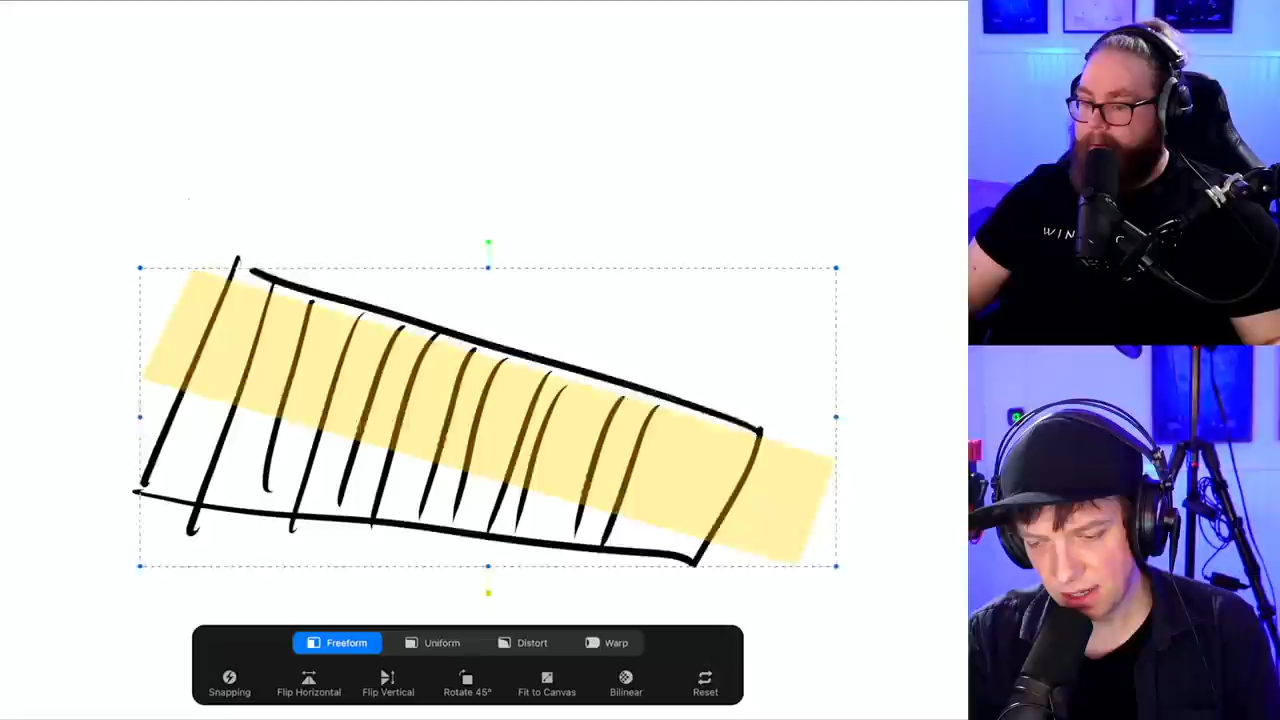 Freeform Uniform Distort Warp
Snapping Flip Horizontal Flip Vertical Rotate 45° Fit to Canvas Bilinear Reset